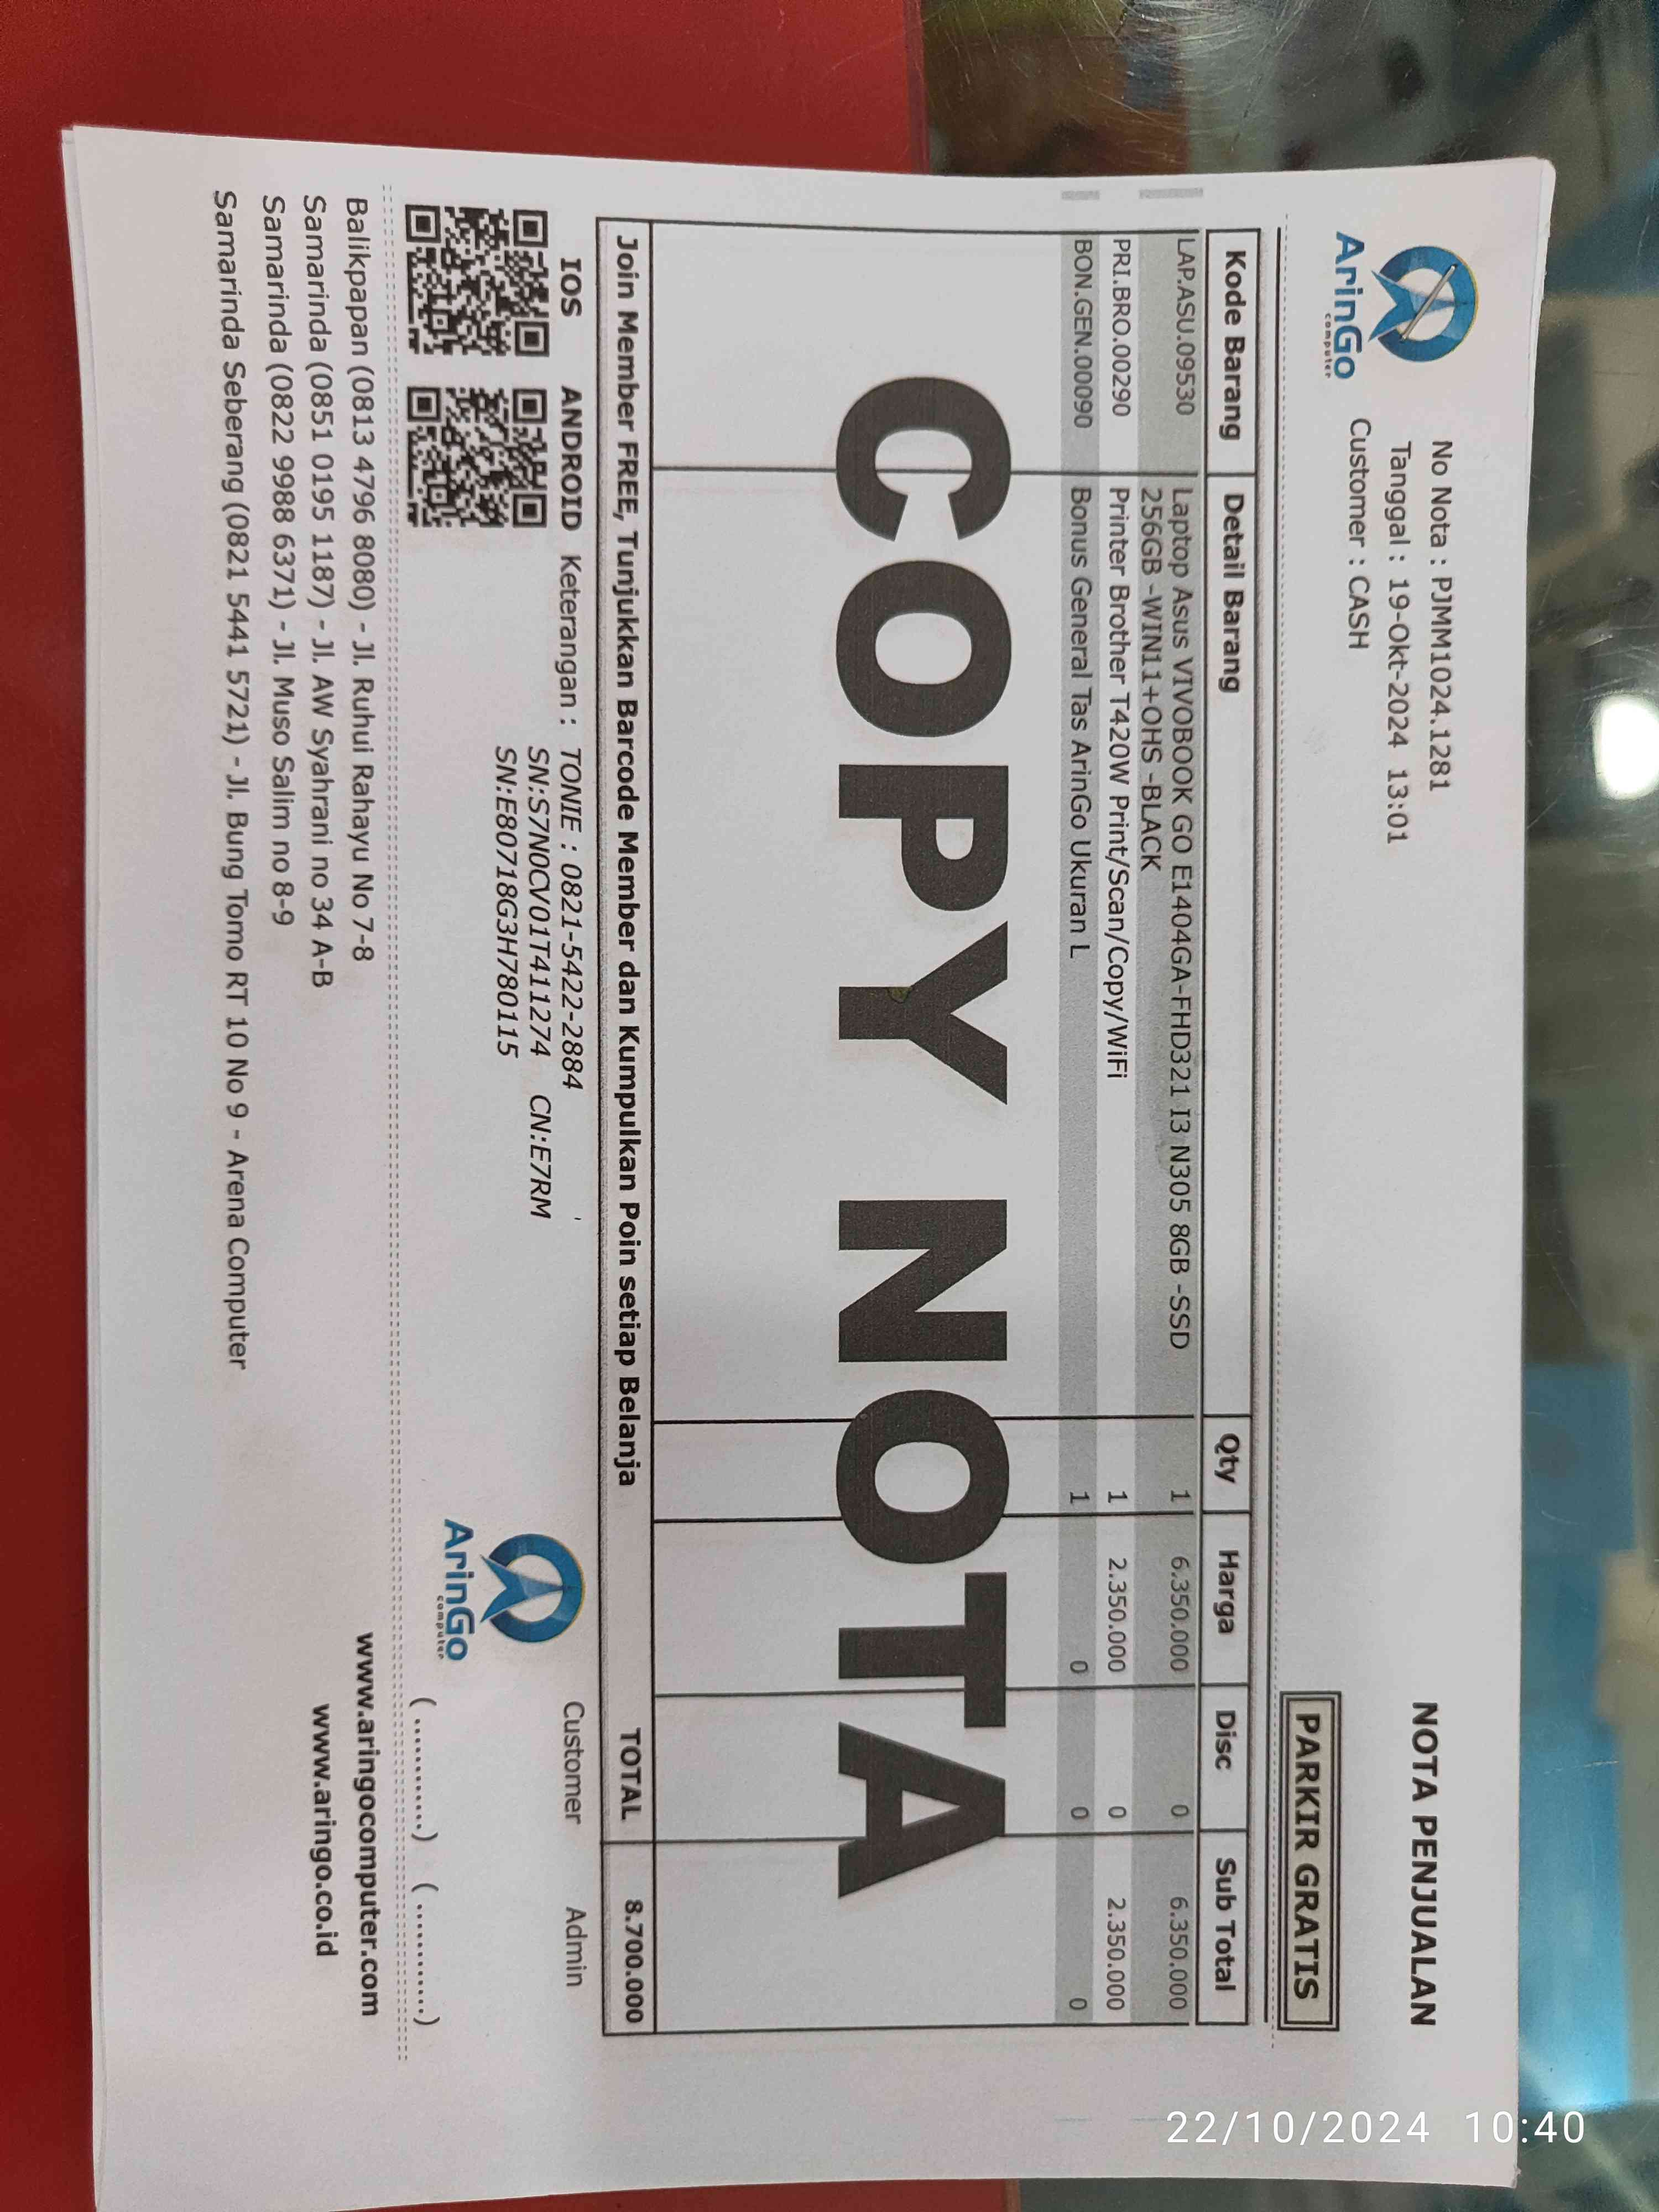 AринGo
computer
No Nota : PJMM1024.1281
Tanggal : 19-Okt-2024 13:01
Customer : CASH
NOTA PENJUALAN
PARKIR GRATIS
Kode Barang Detail Barang Qty Harga Disc Sub Total
LAP.ASU.09530 Laptop Asus VIVOBOOK GO E1404GA-FHD321 I3 N305 8GB -SSD 1 6.350.000 0 6.350.000
256GB -WIN11+OHS -BLACK
PRI.BRO.00290 Printer Brother T420W Print/Scan/Copy/WiFi 1 2.350.000 0 2.350.000
BON.GEN.00090 Bonus General Tas ArinGo Ukuran L 1 0 0 0
COPY NOTA
Join Member FREE, Tunjukkan Barcode Member dan Kumpulkan Poin setiap Belanja TOTAL 8.700.000
IOS ANDROID Keterangan : TONIE : 0821-5422-2884
SN:S7N0CV01T411274 CN:E7RM
SN:E80718G3H780115
ArinGo
computer
Customer Admin
(...........) (...........)
Balikpapan (0813 4796 8080) - Jl. Ruhui Rahayu No 7-8
Samarinda (0851 0195 1187) - Jl. AW Syahrani no 34 A-B
Samarinda (0822 9988 6371) - Jl. Muso Salim no 8-9
Samarinda Seberang (0821 5441 5721) - Jl. Bung Tomo RT 10 No 9 - Arena Computer
www.aringocomputer.com
www.aringo.co.id
22/10/2024 10:40